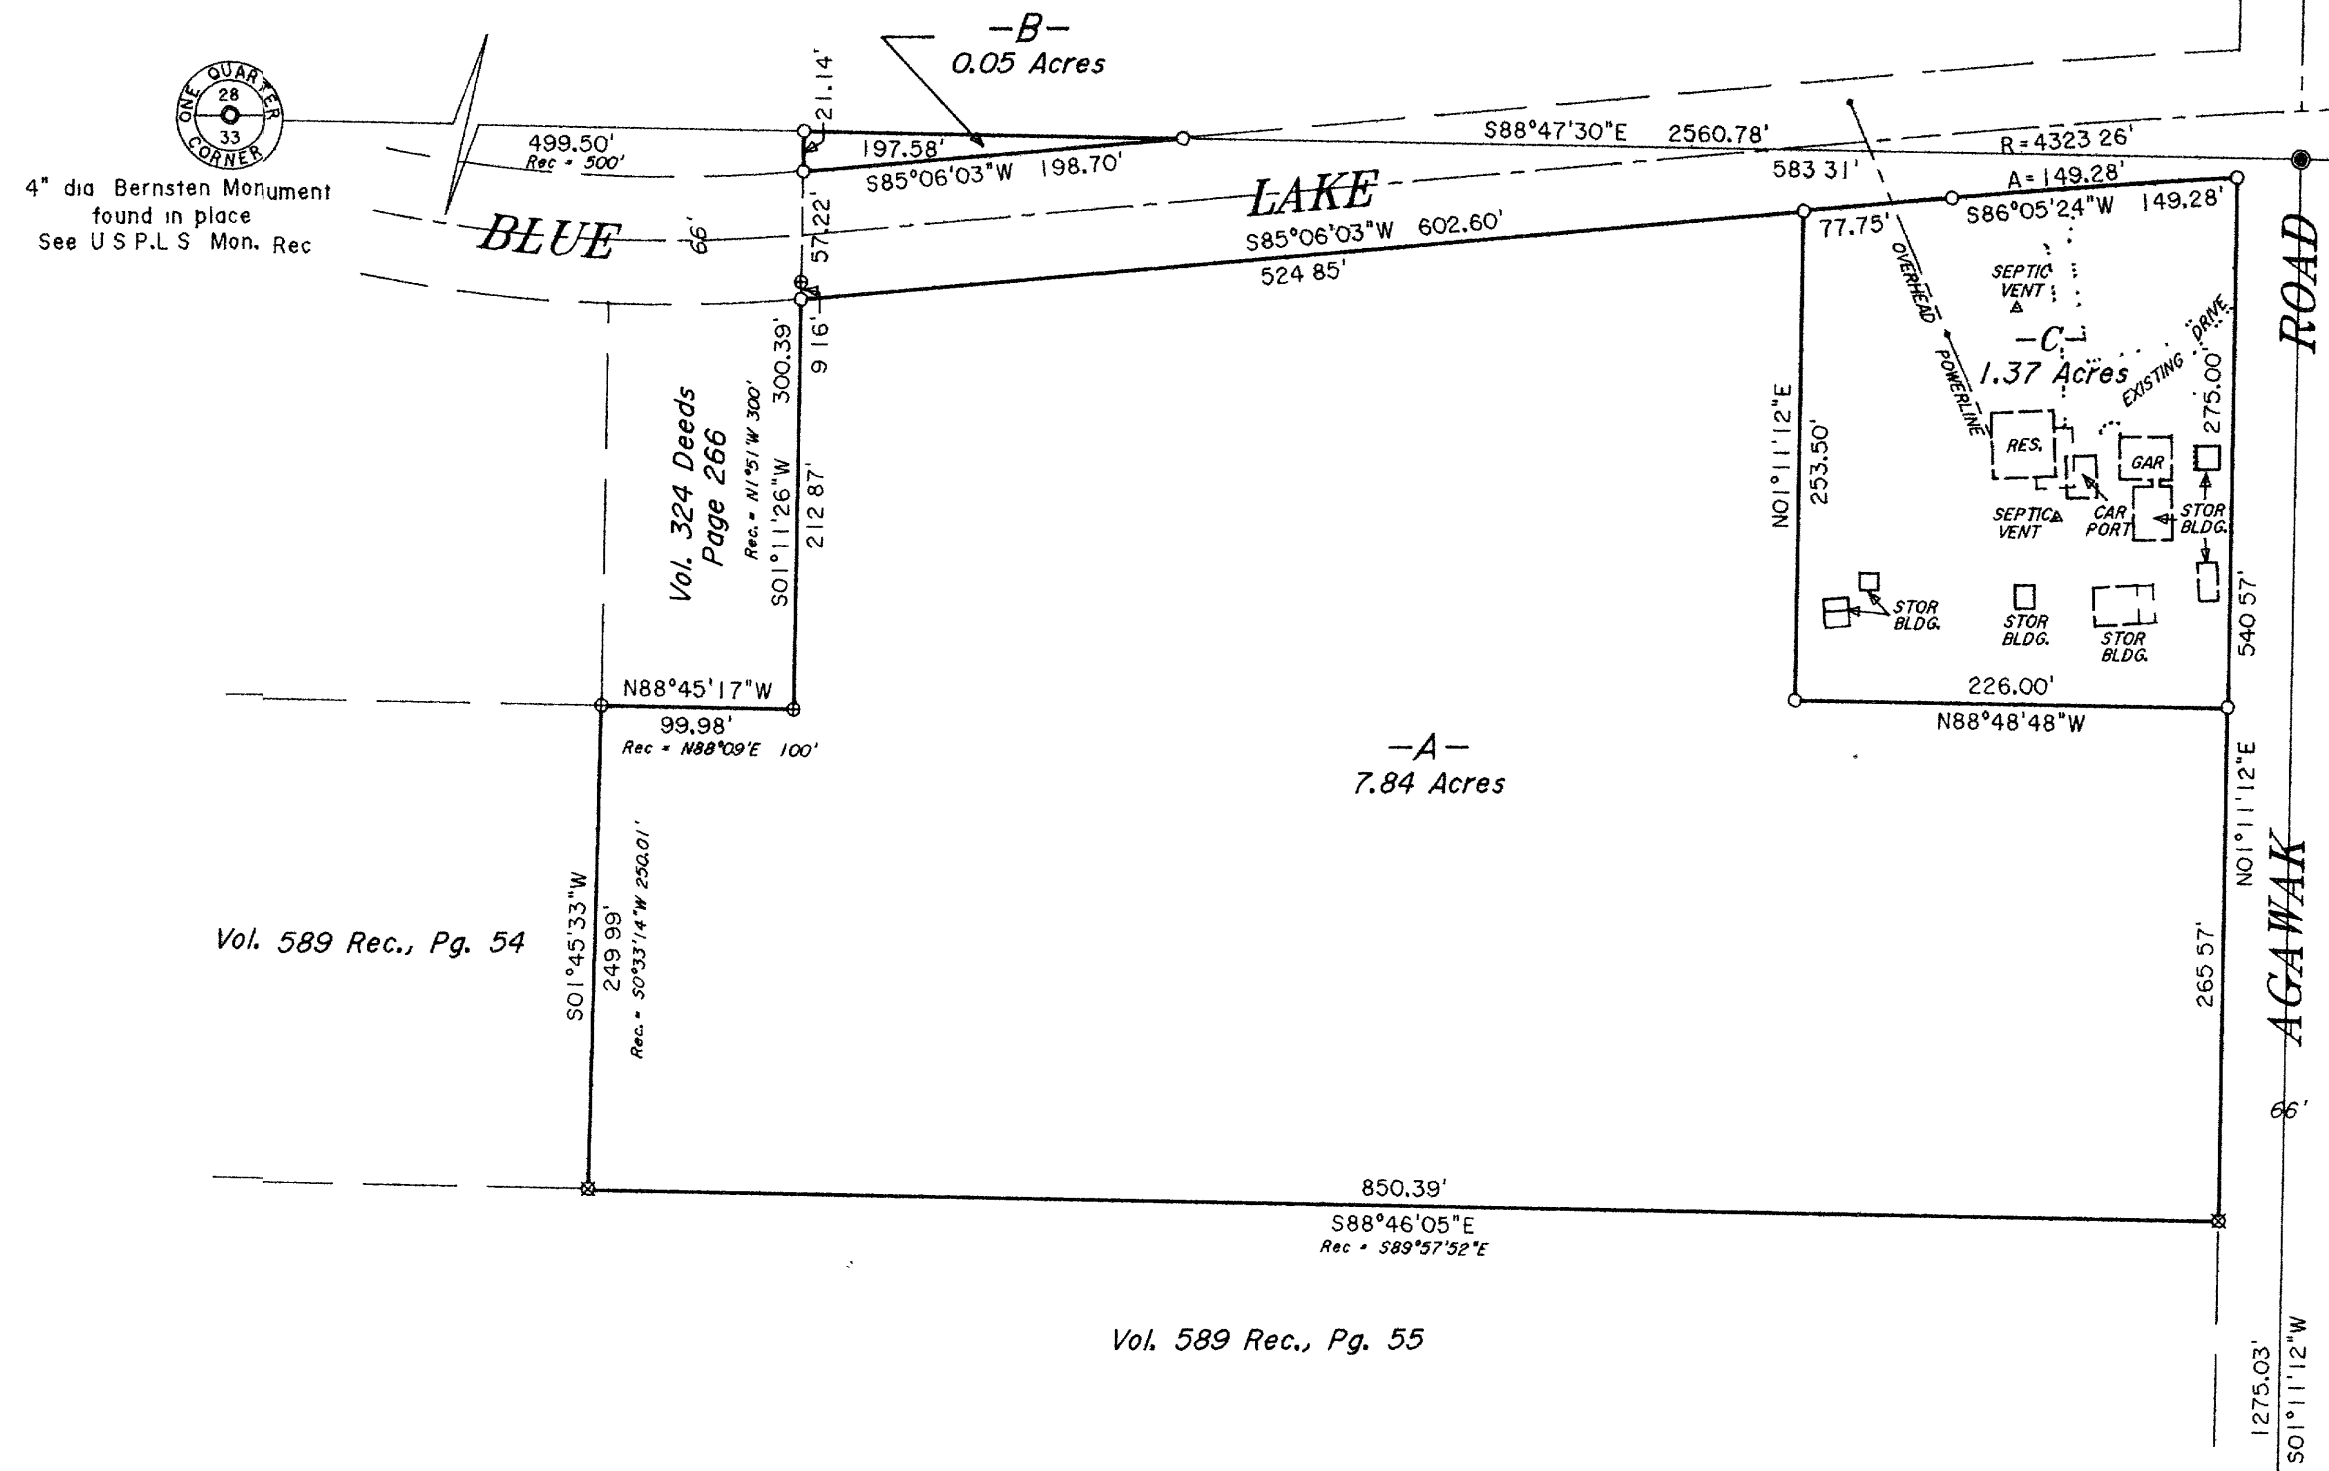 -B-
0.05 Acres
21.14'
ONE QUARTER
28
33
CORNER
4" dia Bernsten Monument
found in place
See U S P.L S Mon. Rec
499.50'
Rec = 500'
197.58'
S85°06'03"W 198.70'
S88°47'30"E 2560.78'
583 31'
R=4323 26'
A=149.28'
S86°05'24"W 149.28'
77.75'
BLUE
66'
57.22'
LAKE
S85°06'03"W 602.60'
524 85'
9 16'
300.39'
S01°11'26"W
Rec. = N1°51'W 300'
212 87'
Vol. 324 Deeds
Page 266
OVERHEAD
POWERLINE
SEPTIC
VENT
-C-
1.37 Acres
EXISTING DRIVE
275.00'
ROAD
N01°11'12"E
253.50'
RES.
GAR
SEPTIC
VENT
CAR
PORT
STOR
BLDG.
STOR
BLDG.
STOR
BLDG.
STOR
BLDG.
540 57'
226.00'
N88°48'48"W
N88°45'17"W
99.98'
Rec = N88°09'E 100'
-A-
7.84 Acres
N01°11'12"E
265 57'
AGAWAK
66'
S01°45'33"W
249 99'
Rec. = S0°33'14"W 250.01'
Vol. 589 Rec., Pg. 54
850.39'
S88°46'05"E
Rec = S89°57'52"E
Vol. 589 Rec., Pg. 55
1275.03'
S01°11'12"W